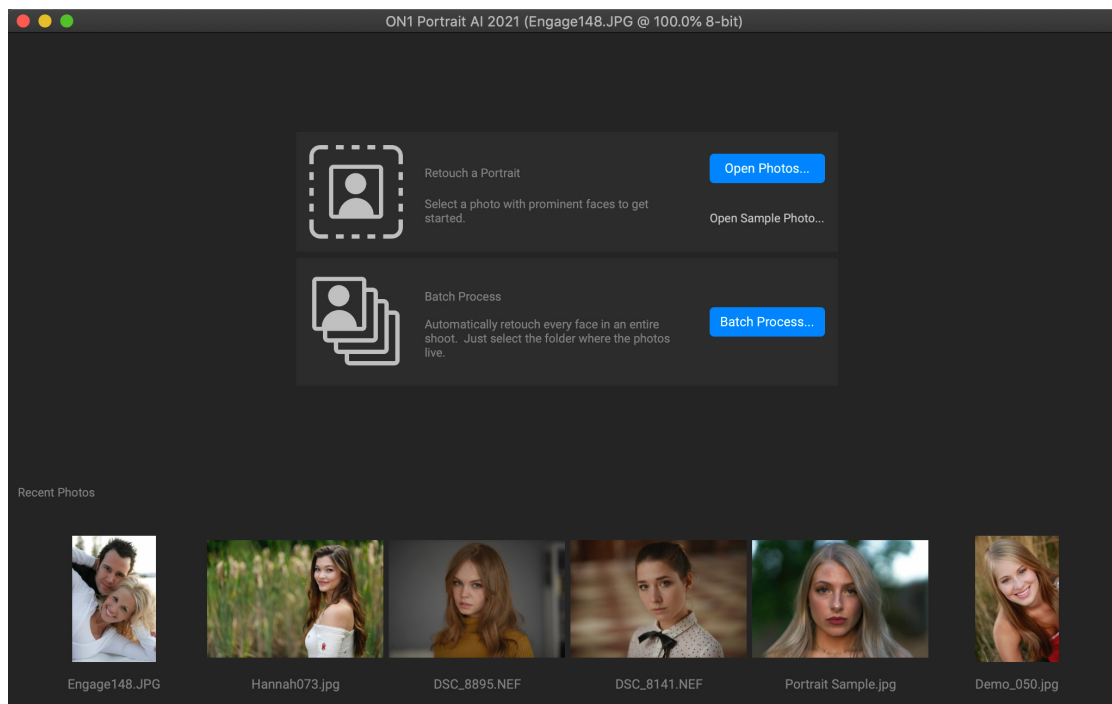 ON1 Portrait AI 2021 (Engage148.JPG @ 100.0% 8-bit)
Retouch a Portrait
Open Photos...
Select a photo with prominent faces to get
started.
Open Sample Photo...
Batch Process
Automatically retouch every face in an entire
shoot.  Just select the folder where the photos
live.
Batch Process...
Recent Photos
Engage148.JPG
Hannah073.jpg
DSC_8895.NEF
DSC_8141.NEF
Portrait Sample.jpg
Demo_050.jpg